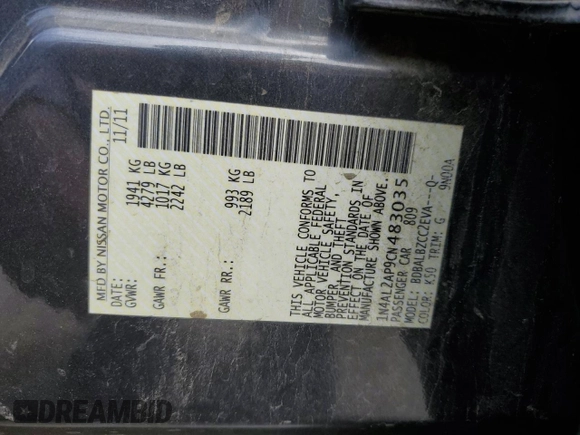 MFD BY NISSAN MOTOR CO., LTD.
DATE: 11/11
GVWR: 1941 KG
4279 LB
GAWR FR.: 1017 KG
2242 LB
GAWR RR.: 993 KG
2189 LB
THIS VEHICLE CONFORMS TO
ALL APPLICABLE FEDERAL
MOTOR VEHICLE SAFETY,
BUMPER, AND THEFT
PREVENTION STANDARDS IN
EFFECT ON THE DATE OF
MANUFACTURE SHOWN ABOVE.
1N4AL2AP9CN483035
PASSENGER CAR 809
MODEL: BDBALBZCC2EVA---Q-
COLOR: K50 TRIM: G 9N00A
DREAMBID